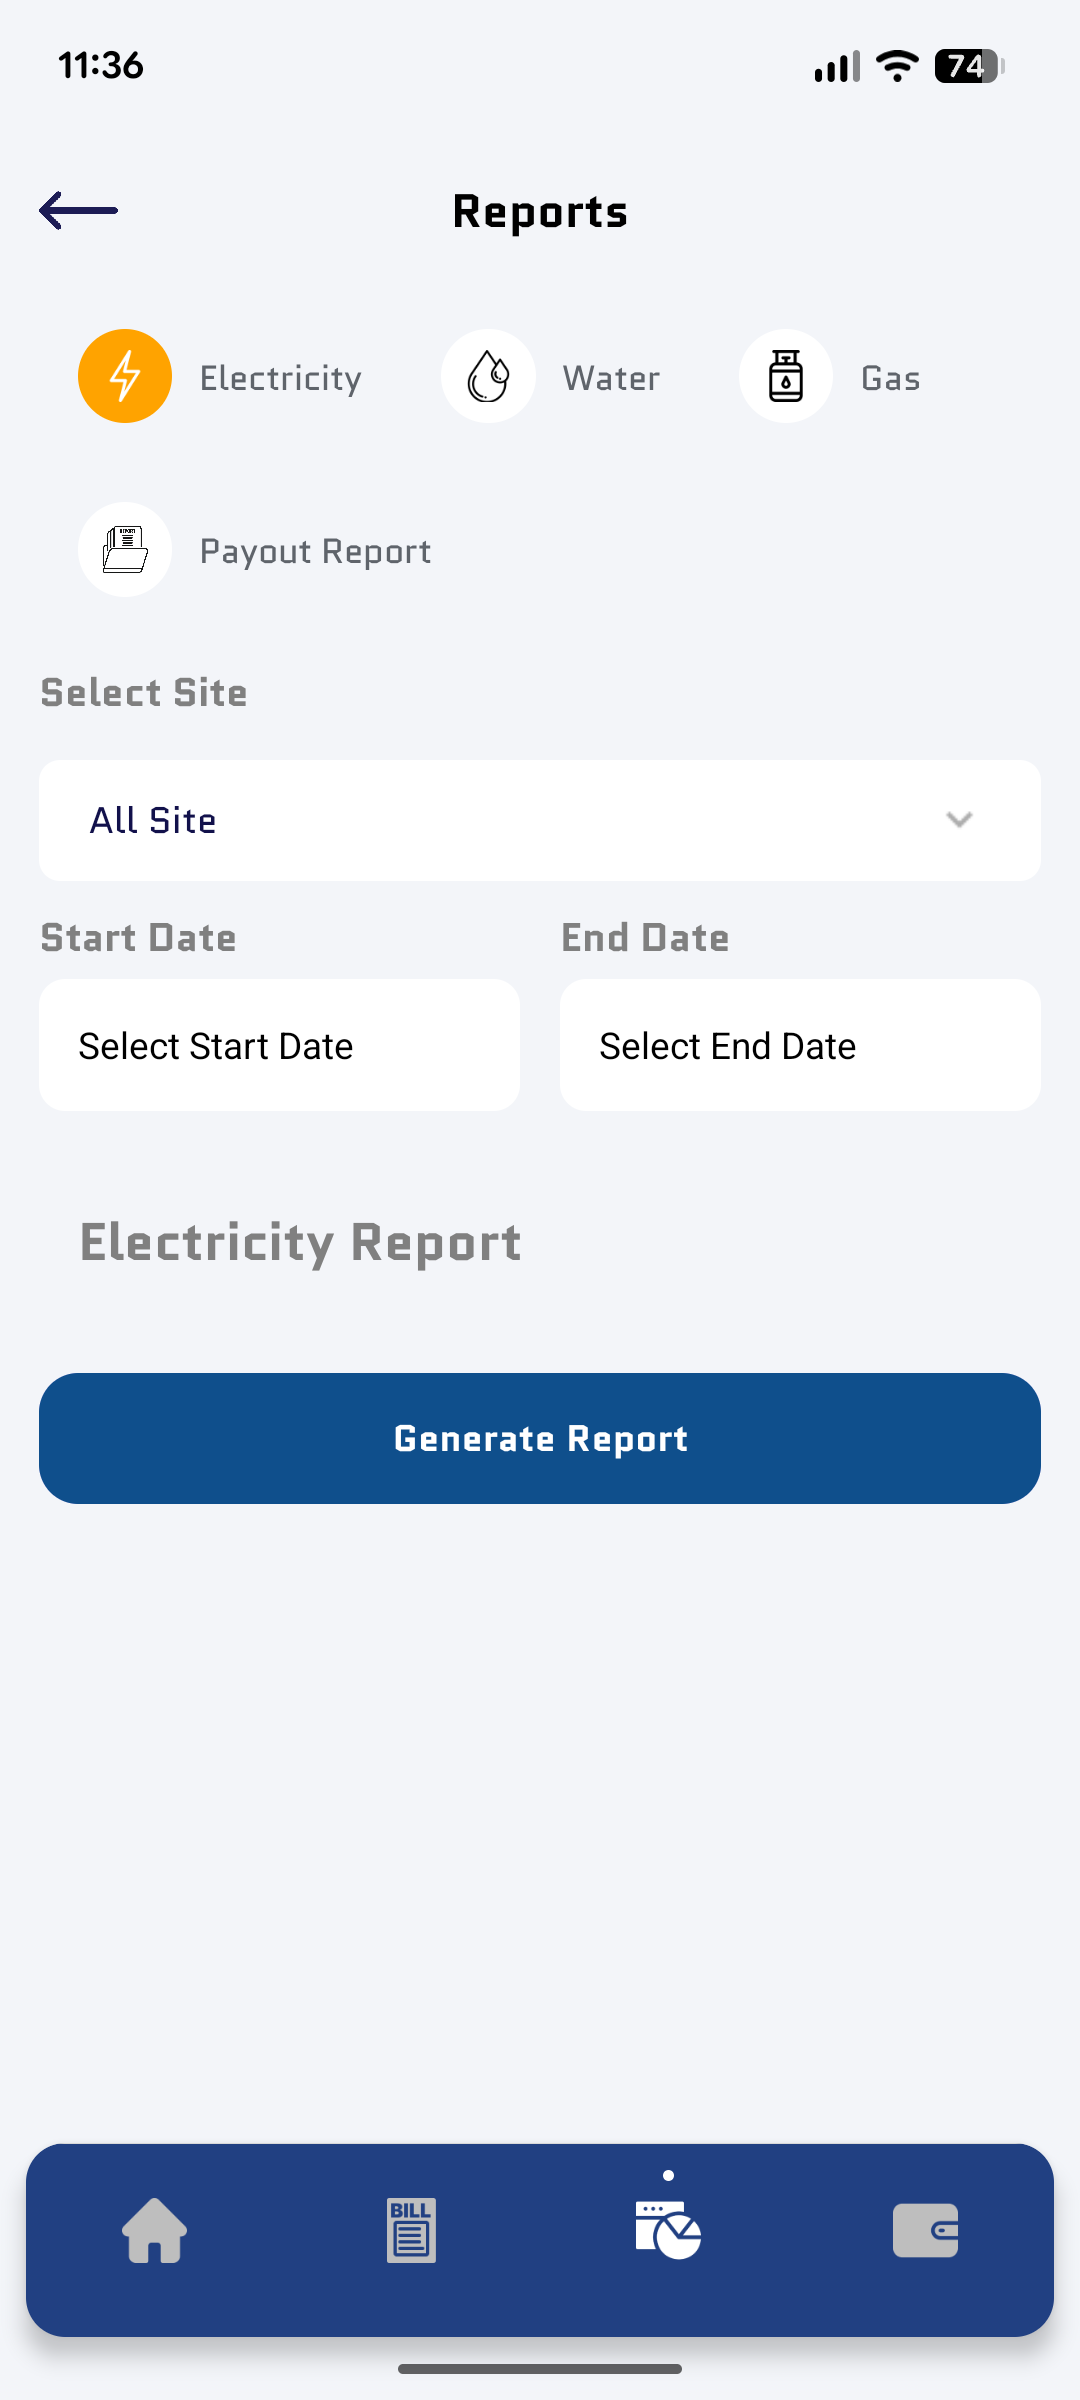 11:36
74
Reports
Electricity
Water
Gas
Payout Report
Select Site
All Site
Start Date
End Date
Select Start Date
Select End Date
Electricity Report
Generate Report
BILL